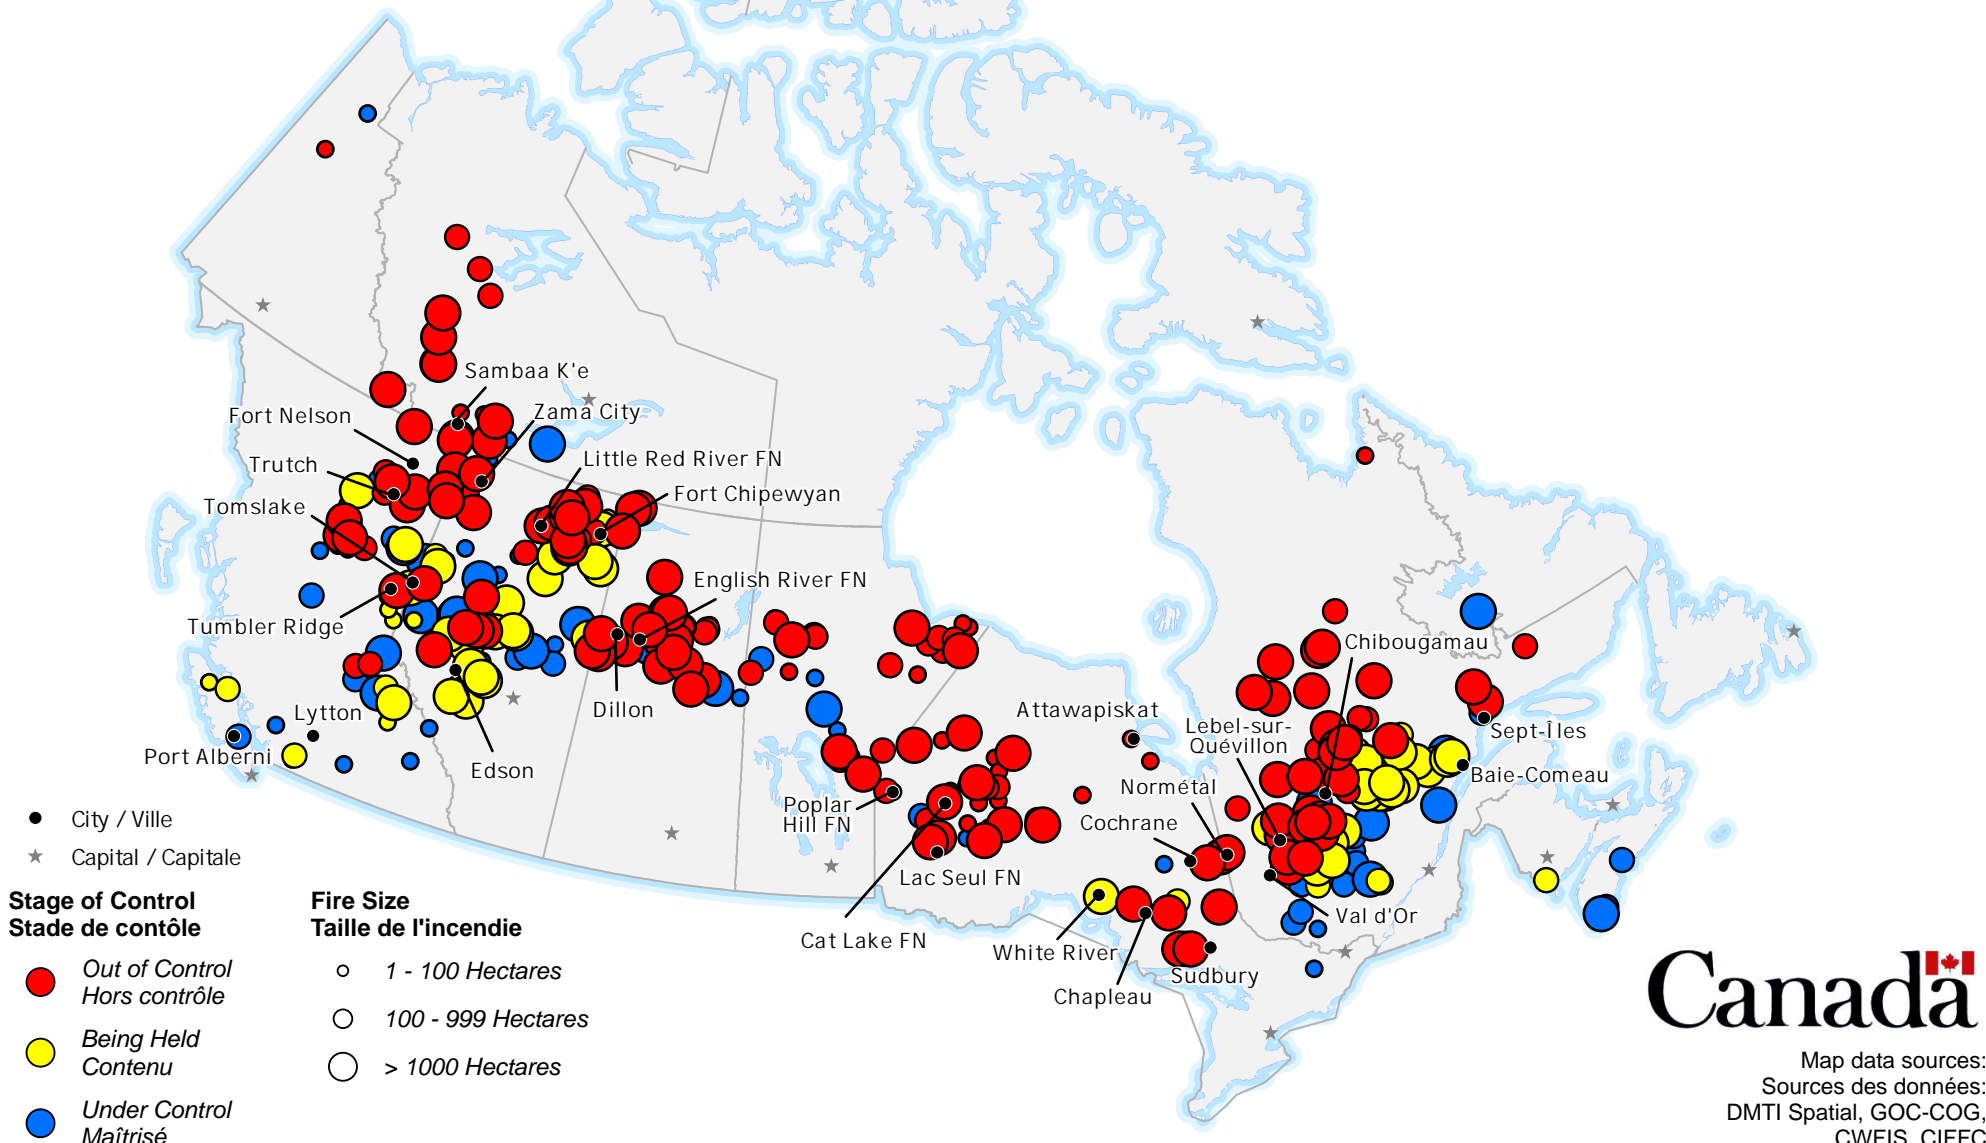 Sambaa K'e
Zama City
Fort Nelson
Little Red River FN
Trutch
Fort Chipewyan
Tomslake
English River FN
Tumbler Ridge
Chibougamau
Dillon
Lytton
Attawapiskat
Lebel-sur-
Quévillon
Sept-Îles
Port Alberni
Edson
Baie-Comeau
Normétal
Poplar
Hill FN
Cochrane
Lac Seul FN
Val d'Or
Cat Lake FN
White River
Sudbury
Chapleau
City / Ville
Capital / Capitale
Stage of Control
Stade de contôle
Out of Control
Hors contrôle
Being Held
Contenu
Under Control
Maîtrisé
Fire Size
Taille de l'incendie
1 - 100 Hectares
100 - 999 Hectares
> 1000 Hectares
Canada
Map data sources:
Sources des données:
DMTI Spatial, GOC-COG,
CWFIS, CIFFC